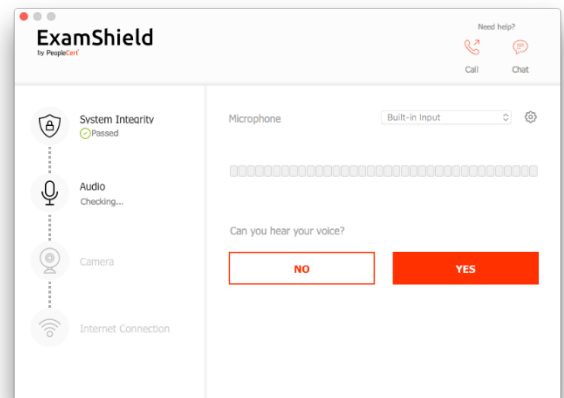 ExamShield
by PeopleCert
Need help?
Call
Chat
System Integrity
Passed
Audio
Checking...
Camera
Internet Connection
Microphone
Built-in Input
Can you hear your voice?
NO
YES